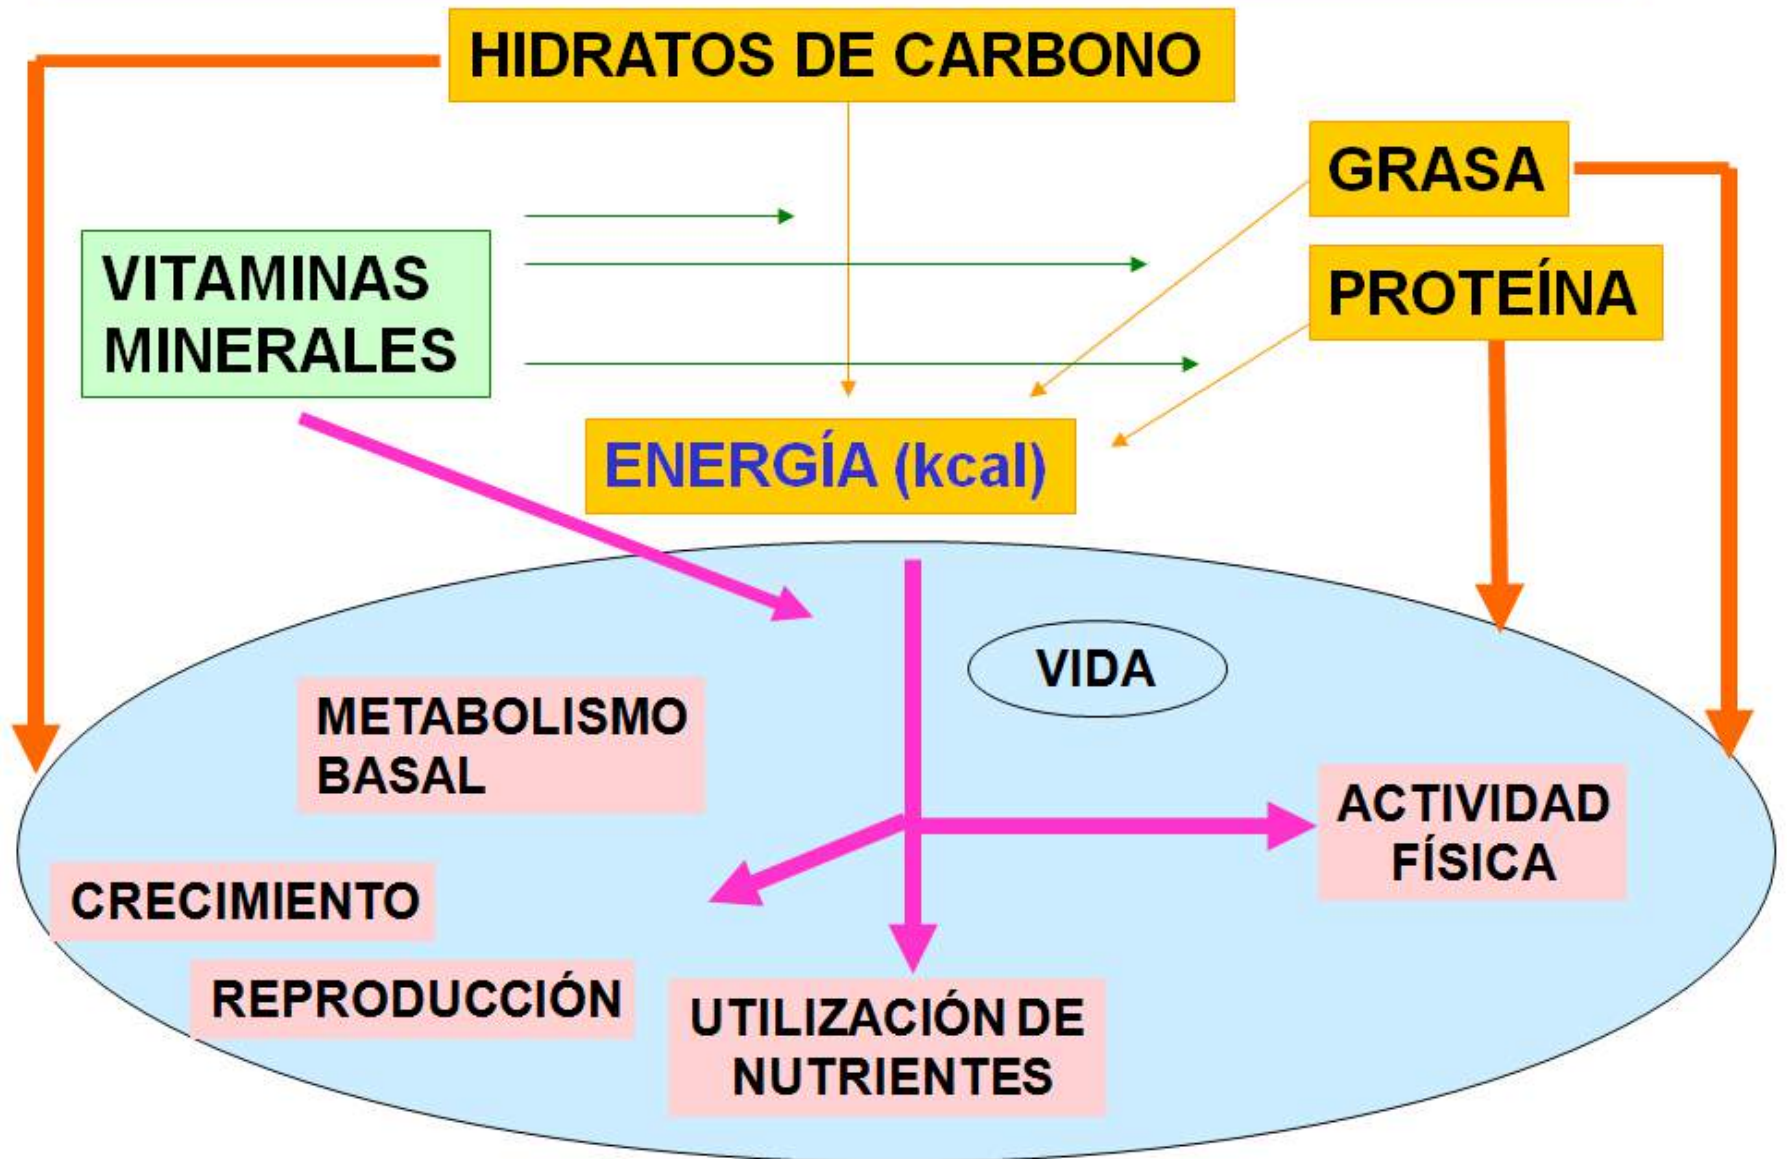 HIDRATOS DE CARBONO
GRASA
VITAMINAS
MINERALES
PROTEÍNA
ENERGÍA (kcal)
VIDA
METABOLISMO
BASAL
ACTIVIDAD
FÍSICA
CRECIMIENTO
REPRODUCCIÓN
UTILIZACIÓN DE
NUTRIENTES